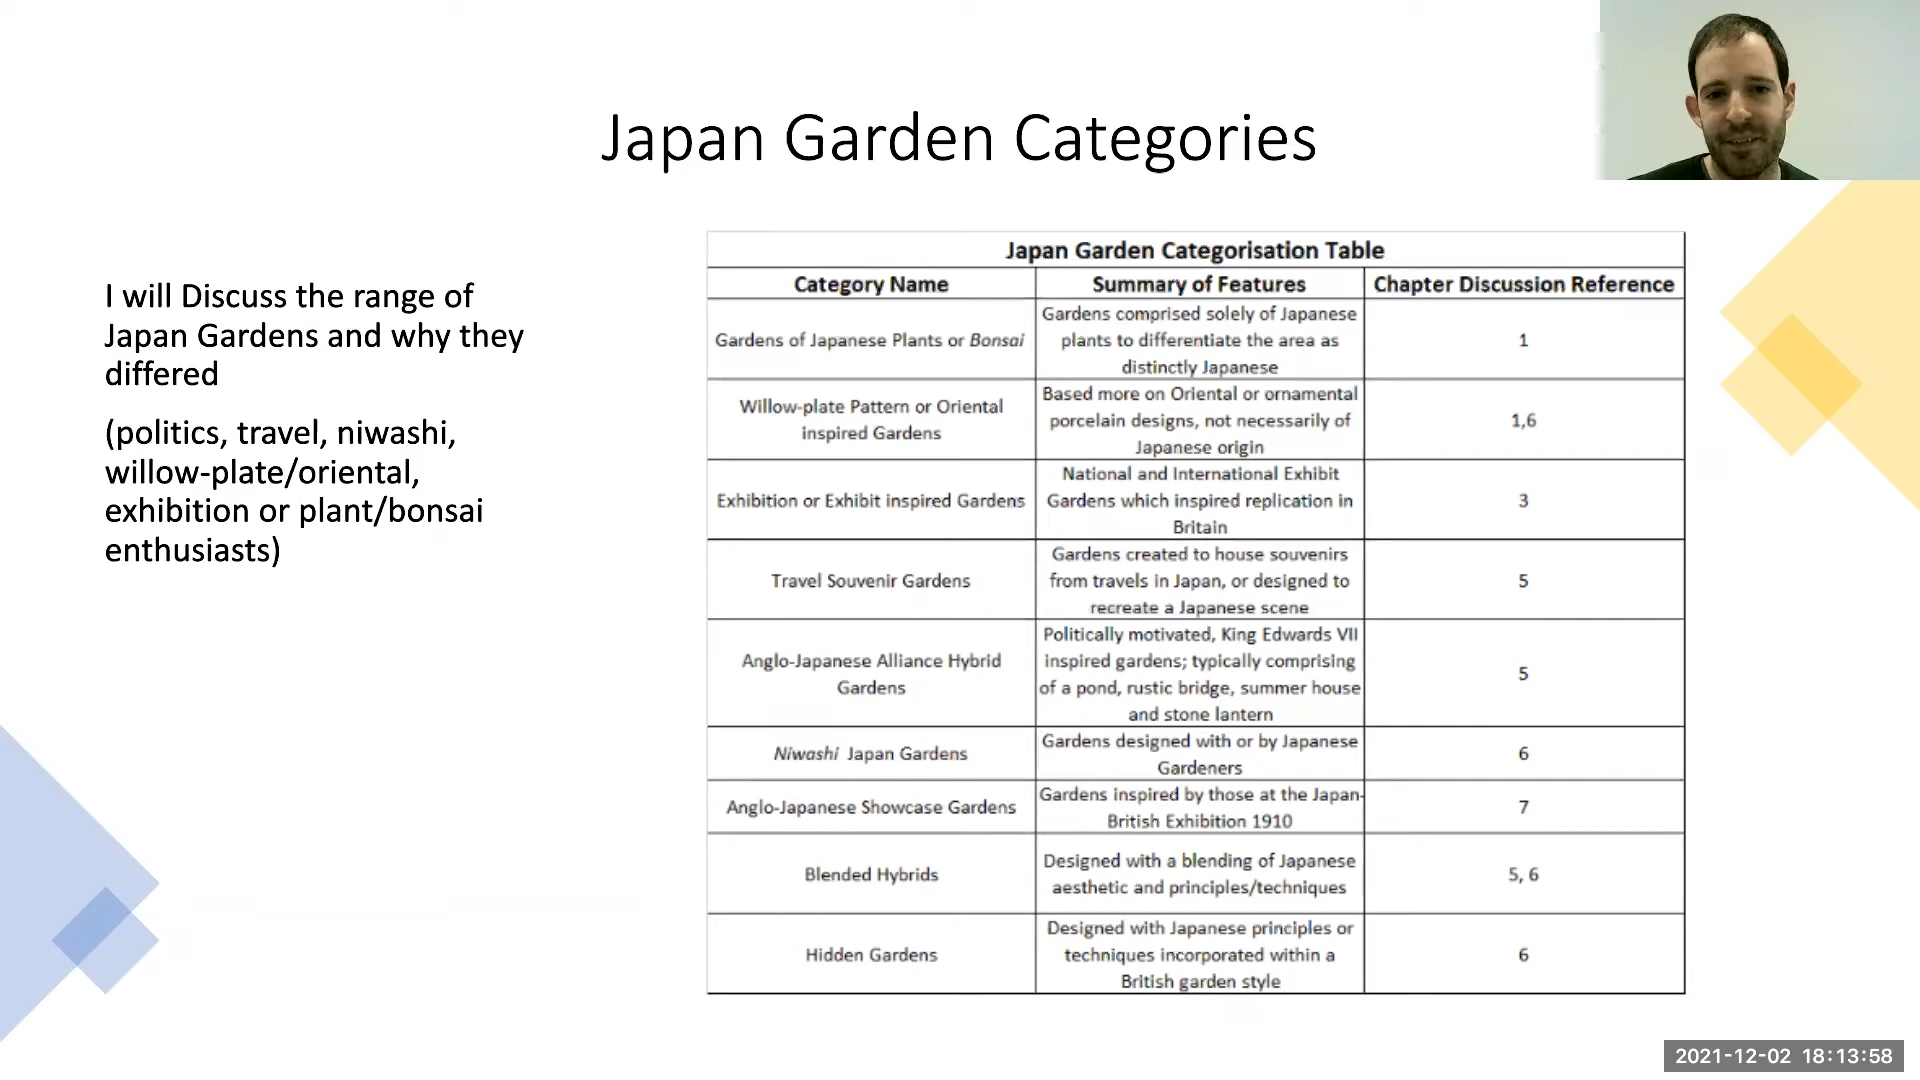 Japan Garden Categories
I will Discuss the range of
Japan Gardens and why they
differed
(politics, travel, niwashi,
willow-plate/oriental,
exhibition or plant/bonsai
enthusiasts)
Japan Garden Categorisation Table
Category Name
Summary of Features
Chapter Discussion Reference
Gardens of Japanese Plants or Bonsai
Gardens comprised solely of Japanese
plants to differentiate the area as
distinctly Japanese
1
Willow-plate Pattern or Oriental
inspired Gardens
Based more on Oriental or ornamental
porcelain designs, not necessarily of
Japanese origin
1,6
Exhibition or Exhibit inspired Gardens
National and International Exhibit
Gardens which inspired replication in
Britain
3
Travel Souvenir Gardens
Gardens created to house souvenirs
from travels in Japan, or designed to
recreate a Japanese scene
5
Anglo-Japanese Alliance Hybrid
Gardens
Politically motivated, King Edwards VII
inspired gardens; typically comprising
of a pond, rustic bridge, summer house
and stone lantern
5
Niwashi Japan Gardens
Gardens designed with or by Japanese
Gardeners
6
Anglo-Japanese Showcase Gardens
Gardens inspired by those at the Japan-
British Exhibition 1910
7
Blended Hybrids
Designed with a blending of Japanese
aesthetic and principles/techniques
5, 6
Hidden Gardens
Designed with Japanese principles or
techniques incorporated within a
British garden style
6
2021-12-02 18:13:58